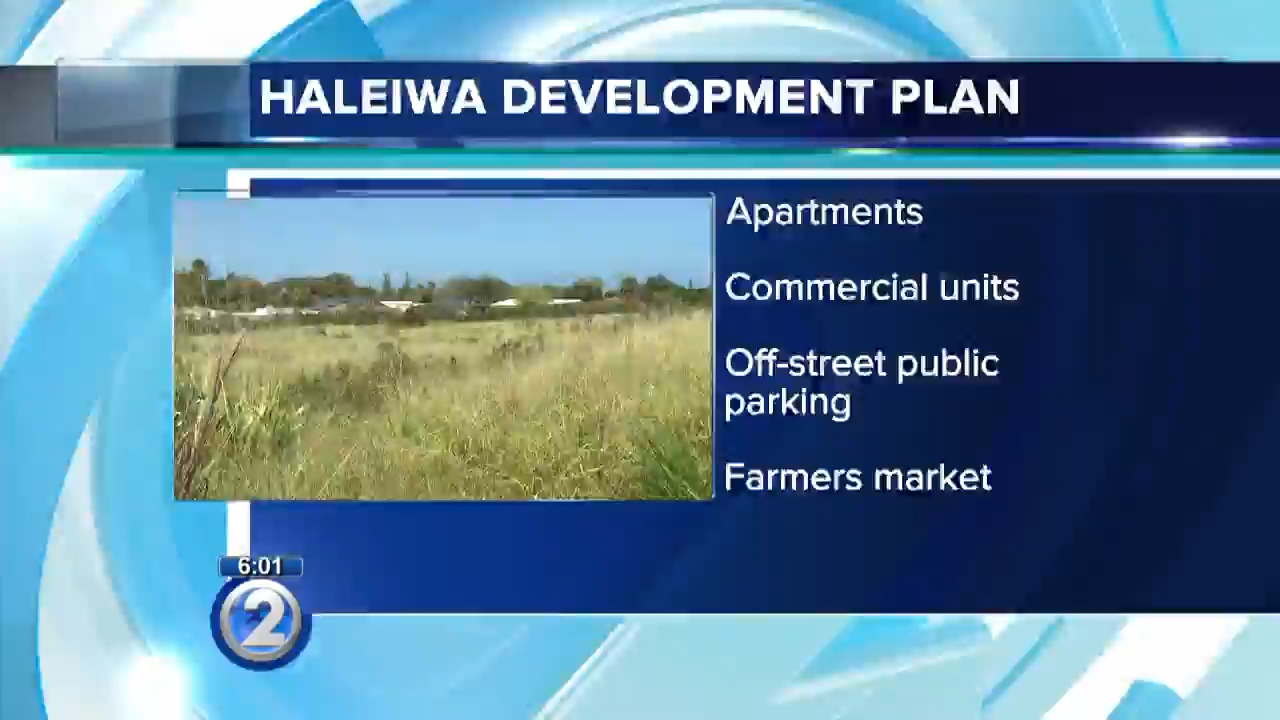 HALEIWA DEVELOPMENT PLAN
Apartments
Commercial units
Off-street public
parking
Farmers market
6:01
2